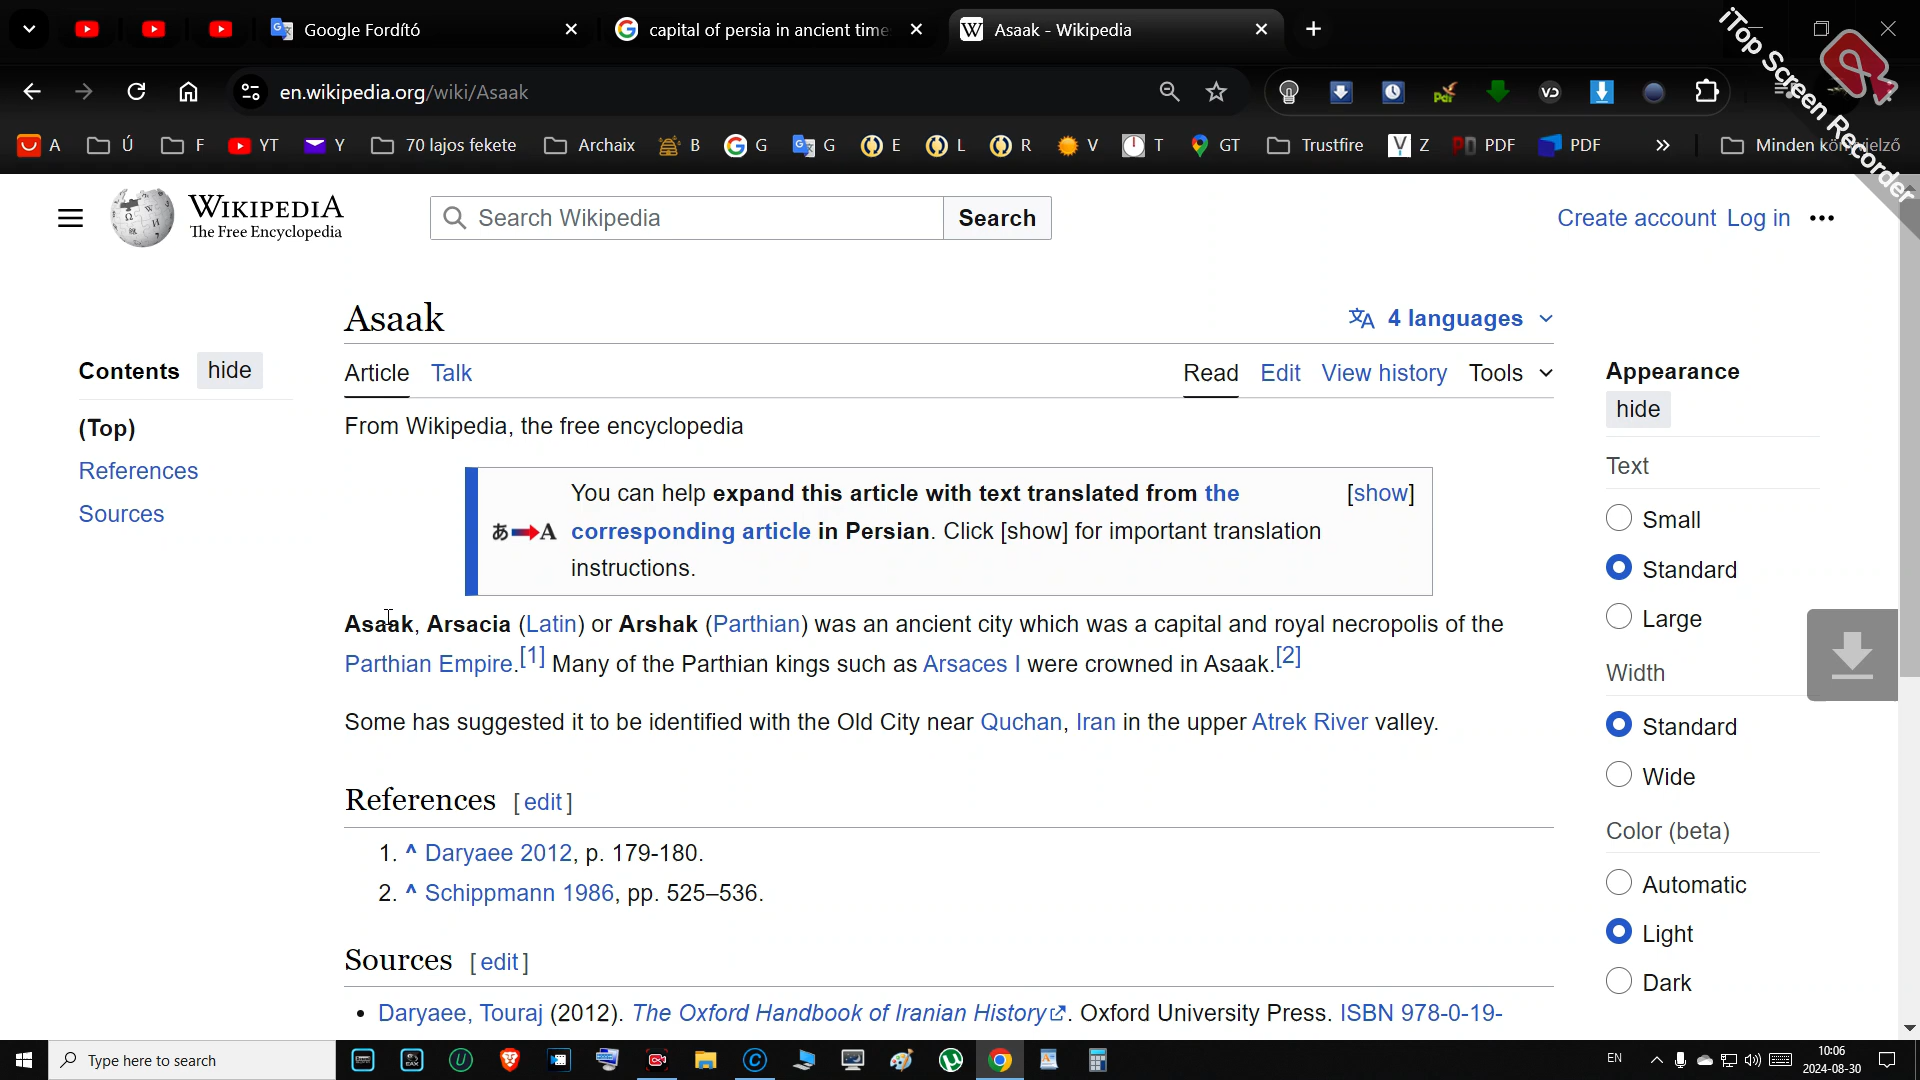 Google Fordító
capital of persia in ancient time
Asaak - Wikipedia
en.wikipedia.org/wiki/Asaak
A
Ú
F
YT
Y
70 lajos fekete
Archaix
B
G
G
E
L
R
V
T
GT
Trustfire
Z
PDF
PDF
»
iTop Screen Recorder
WIKIPEDIA
The Free Encyclopedia
Search Wikipedia
Search
Create account Log in
Asaak
4 languages
Contents hide
(Top)
References
Sources
Article Talk
Read Edit View history Tools
From Wikipedia, the free encyclopedia
You can help expand this article with text translated from the [show]
あ A corresponding article in Persian. Click [show] for important translation
instructions.
Asaak, Arsacia (Latin) or Arshak (Parthian) was an ancient city which was a capital and royal necropolis of the
Parthian Empire.[1] Many of the Parthian kings such as Arsaces I were crowned in Asaak.[2]
Some has suggested it to be identified with the Old City near Quchan, Iran in the upper Atrek River valley.
References [edit]
1. ^ Daryaee 2012, p. 179-180.
2. ^ Schippmann 1986, pp. 525–536.
Sources [edit]
• Daryaee, Touraj (2012). The Oxford Handbook of Iranian History. Oxford University Press. ISBN 978-0-19-
Appearance
hide
Text
Small
Standard
Large
Width
Standard
Wide
Color (beta)
Automatic
Light
Dark
Type here to search
EN
10:06
2024-08-30